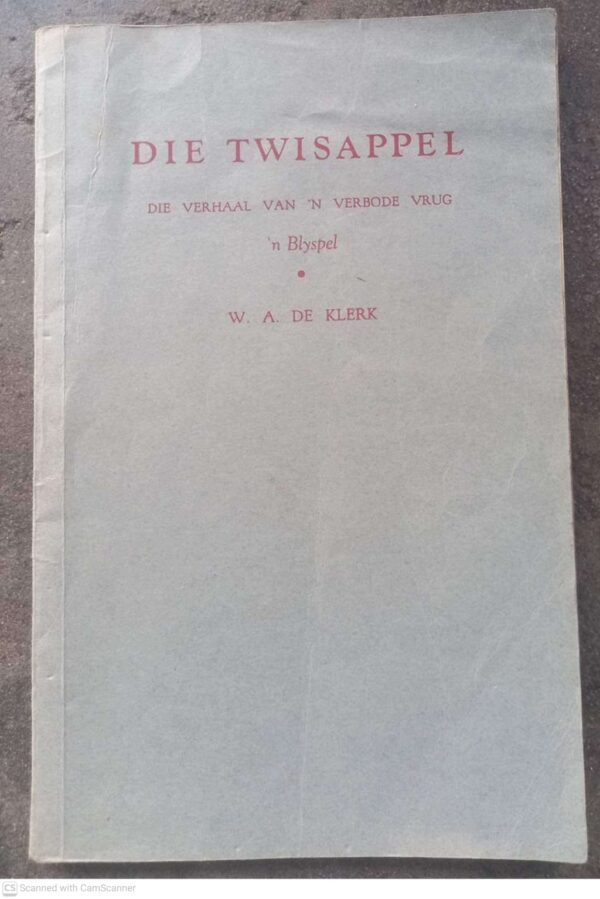 DIE TWISAPPEL
DIE VERHAAL VAN 'N VERBODE VRUG
'n Blyspel
W. A. DE KLERK
CS Scanned with CamScanner